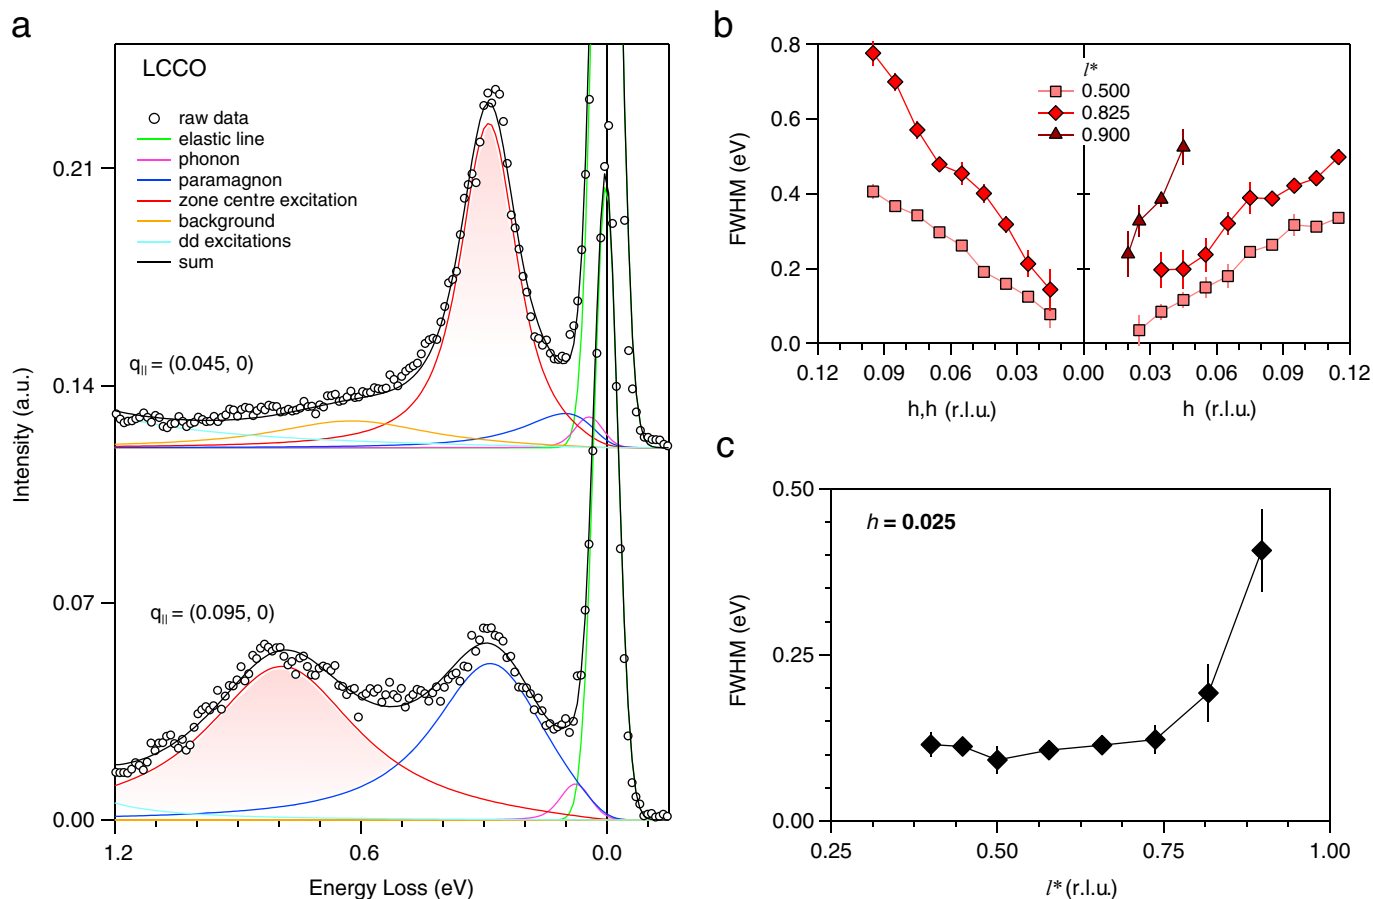 a
LCCO
raw data
elastic line
phonon
paramagnon
zone centre excitation
background
dd excitations
sum
q|| = (0.045, 0)
q|| = (0.095, 0)
0.21
0.14
0.07
0.00
Intensity (a.u.)
1.2 0.6 0.0
Energy Loss (eV)
b
l*
0.500
0.825
0.900
0.8
0.6
0.4
0.2
0.0
FWHM (eV)
0.12 0.09 0.06 0.03 0.00 0.03 0.06 0.09 0.12
h,h (r.l.u.) h (r.l.u.)
c
h = 0.025
0.50
0.25
0.00
FWHM (eV)
0.25 0.50 0.75 1.00
l* (r.l.u.)